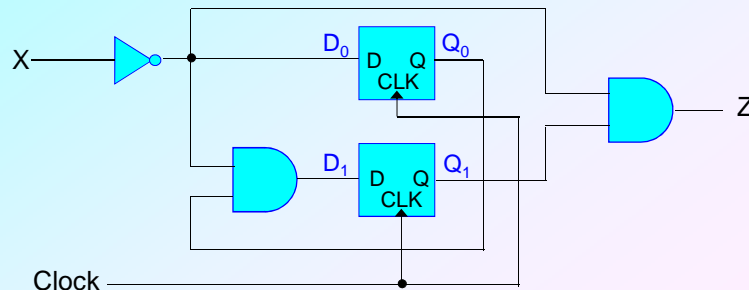 D0 Q0
X D Q
CLK
Z
D1 Q1
D Q
CLK
Clock